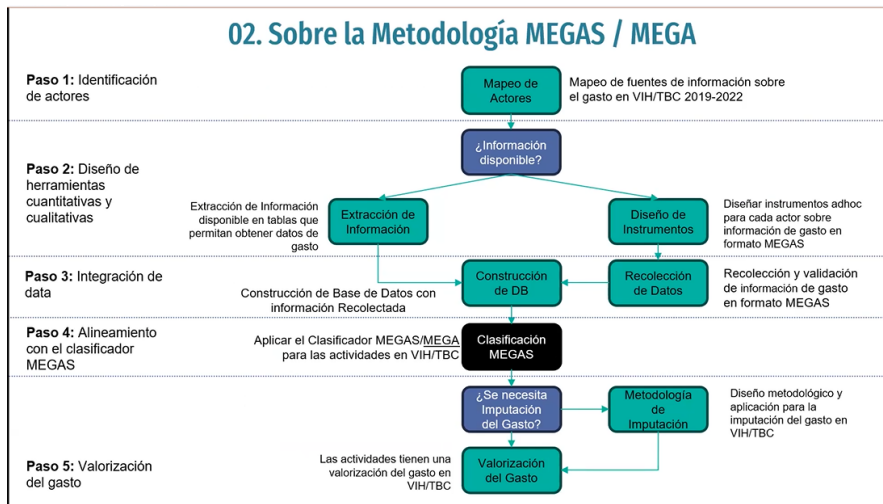 02. Sobre la Metodología MEGAS / MEGA
Paso 1: Identificación
de actores
Mapeo de
Actores
Mapeo de fuentes de información sobre
el gasto en VIH/TBC 2019-2022
¿Información
disponible?
Paso 2: Diseño de
herramientas
cuantitativas y
cualitativas
Extracción de Información
disponible en tablas que
permitan obtener datos de
gasto
Extracción de
Información
Diseño de
Instrumentos
Diseñar instrumentos adhoc
para cada actor sobre
información de gasto en
formato MEGAS
Paso 3: Integración de
data
Construcción de Base de Datos con
información Recolectada
Construcción
de DB
Recolección
de Datos
Recolección y validación
de información de gasto
en formato MEGAS
Paso 4: Alineamiento
con el clasificador
MEGAS
Aplicar el Clasificador MEGAS/MEGA
para las actividades en VIH/TBC
Clasificación
MEGAS
¿Se necesita
Imputación
del Gasto?
Metodología
de
Imputación
Diseño metodológico y
aplicación para la
imputación del gasto en
VIH/TBC
Paso 5: Valorización
del gasto
Las actividades tienen una
valorización del gasto en
VIH/TBC
Valorización
del Gasto